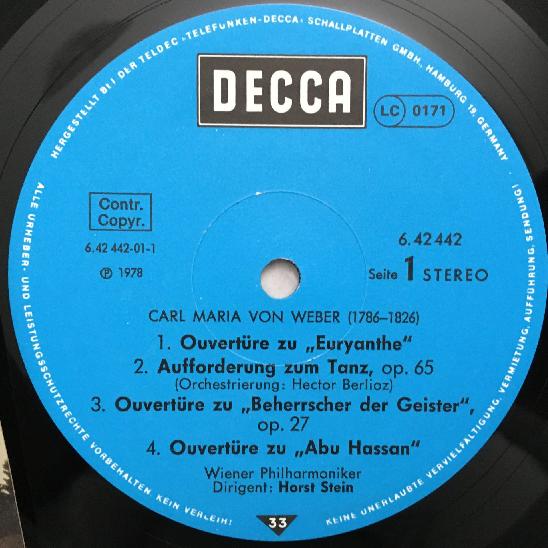 HERGESTELLT BEI DER TELDEC »TELEFUNKEN-DECCA« SCHALLPLATTEN GMBH, HAMBURG 19, GERMANY
DECCA
LC 0171
Contr.
Copyr.
6.42 442-01-1
Ⓟ 1978
6.42 442
Seite 1 STEREO
CARL MARIA VON WEBER (1786–1826)
1. Ouvertüre zu „Euryanthe“
2. Aufforderung zum Tanz, op. 65
(Orchestrierung: Hector Berlioz)
3. Ouvertüre zu „Beherrscher der Geister“,
op. 27
4. Ouvertüre zu „Abu Hassan“
Wiener Philharmoniker
Dirigent: Horst Stein
33
ALLE URHEBER- UND LEISTUNGSSCHUTZRECHTE VORBEHALTEN. KEIN VERLEIH!
KEINE UNERLAUBTE VERVIELFÄLTIGUNG, VERMIETUNG, AUFFÜHRUNG, SENDUNG!